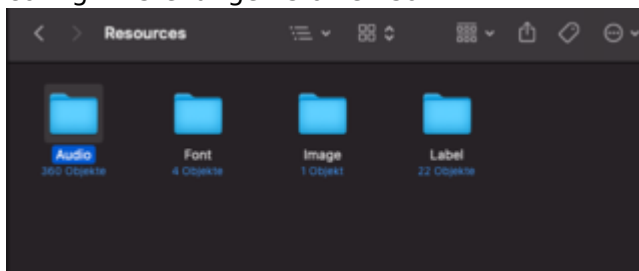 Resources
Audio
360 Objekte
Font
4 Objekte
Image
1 Objekt
Label
22 Objekte